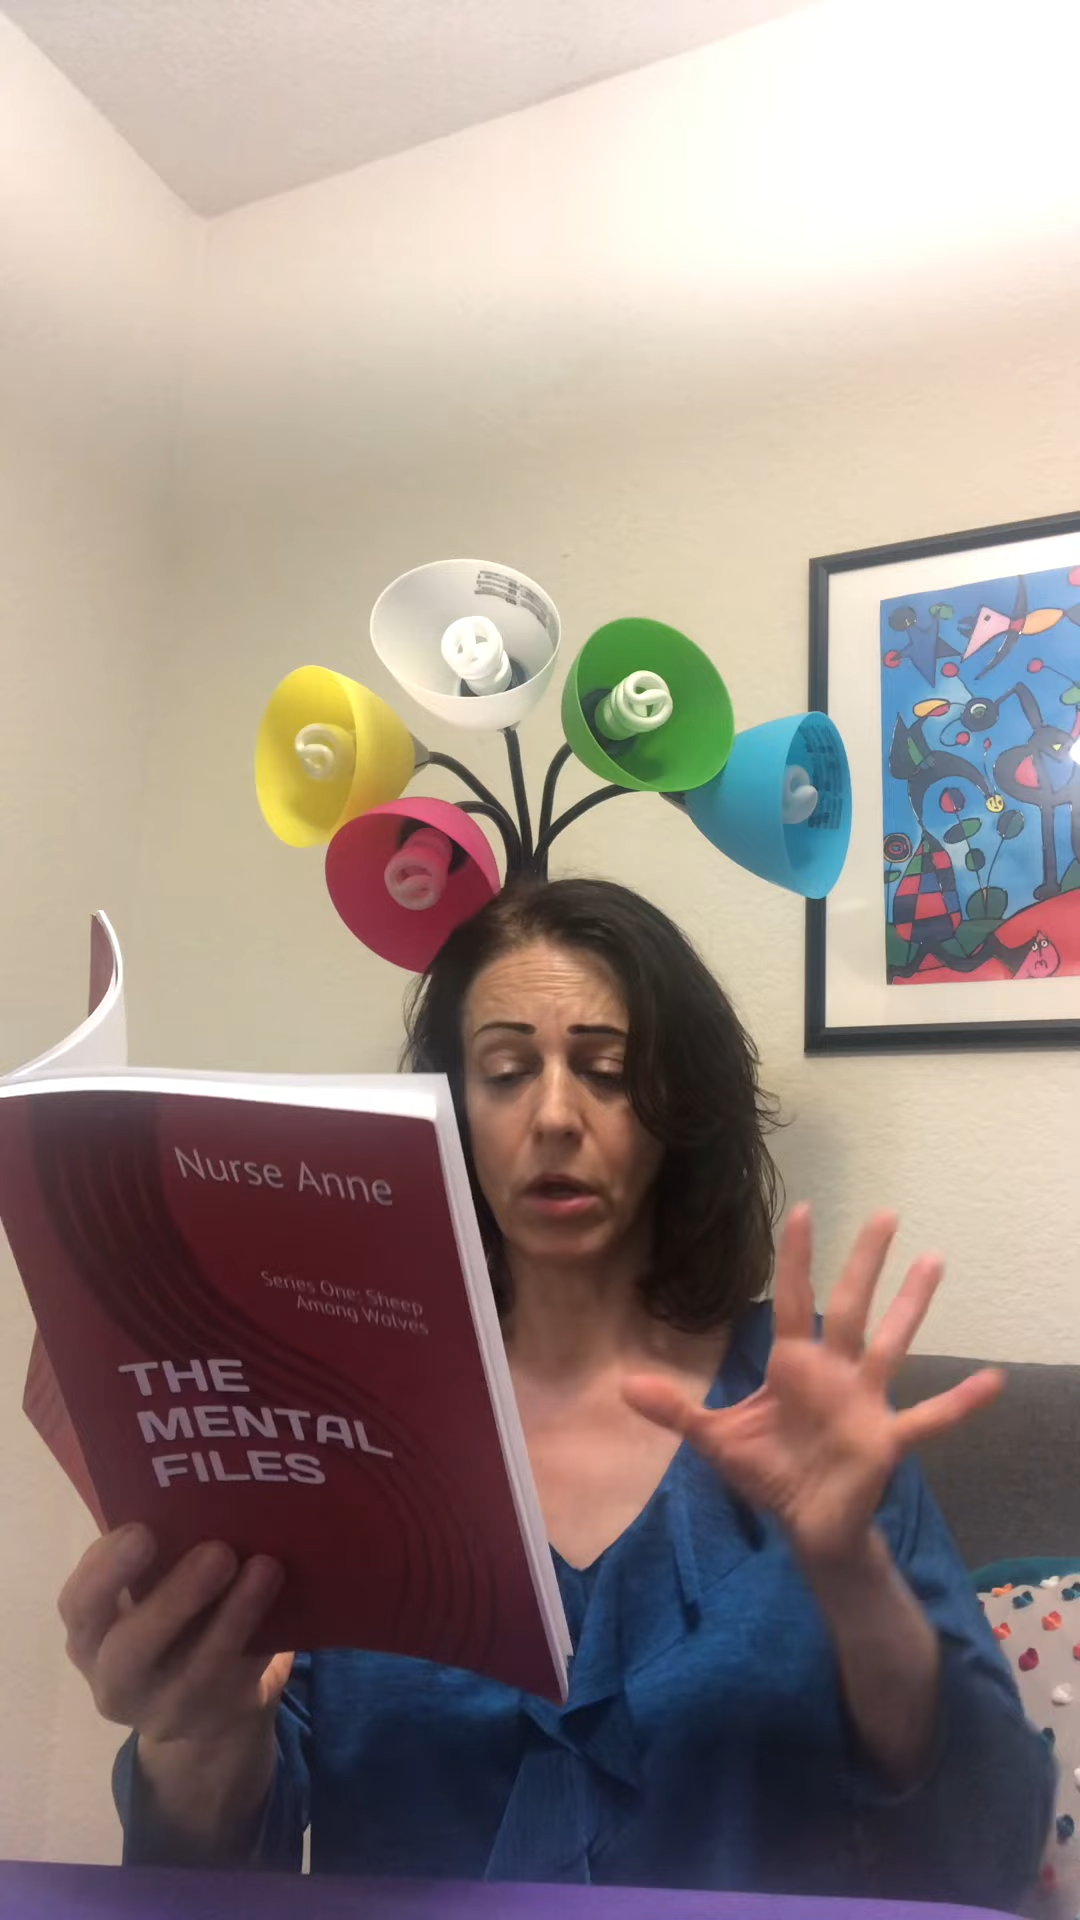 Nurse Anne
Series One: Sheep
Among Wolves
THE
MENTAL
FILES